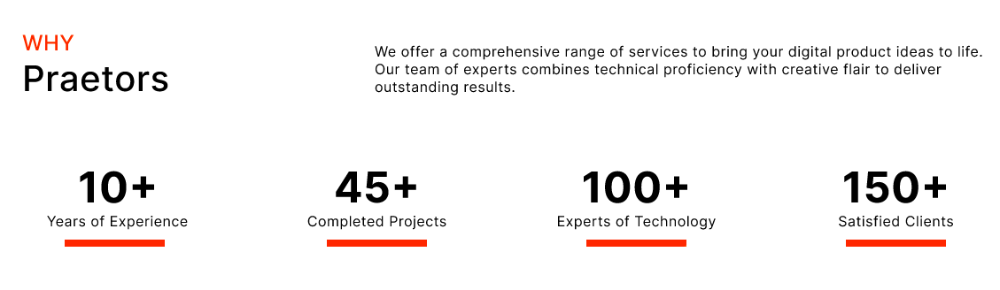 WHY
Praetors
We offer a comprehensive range of services to bring your digital product ideas to life.
Our team of experts combines technical proficiency with creative flair to deliver
outstanding results.
10+
Years of Experience
45+
Completed Projects
100+
Experts of Technology
150+
Satisfied Clients